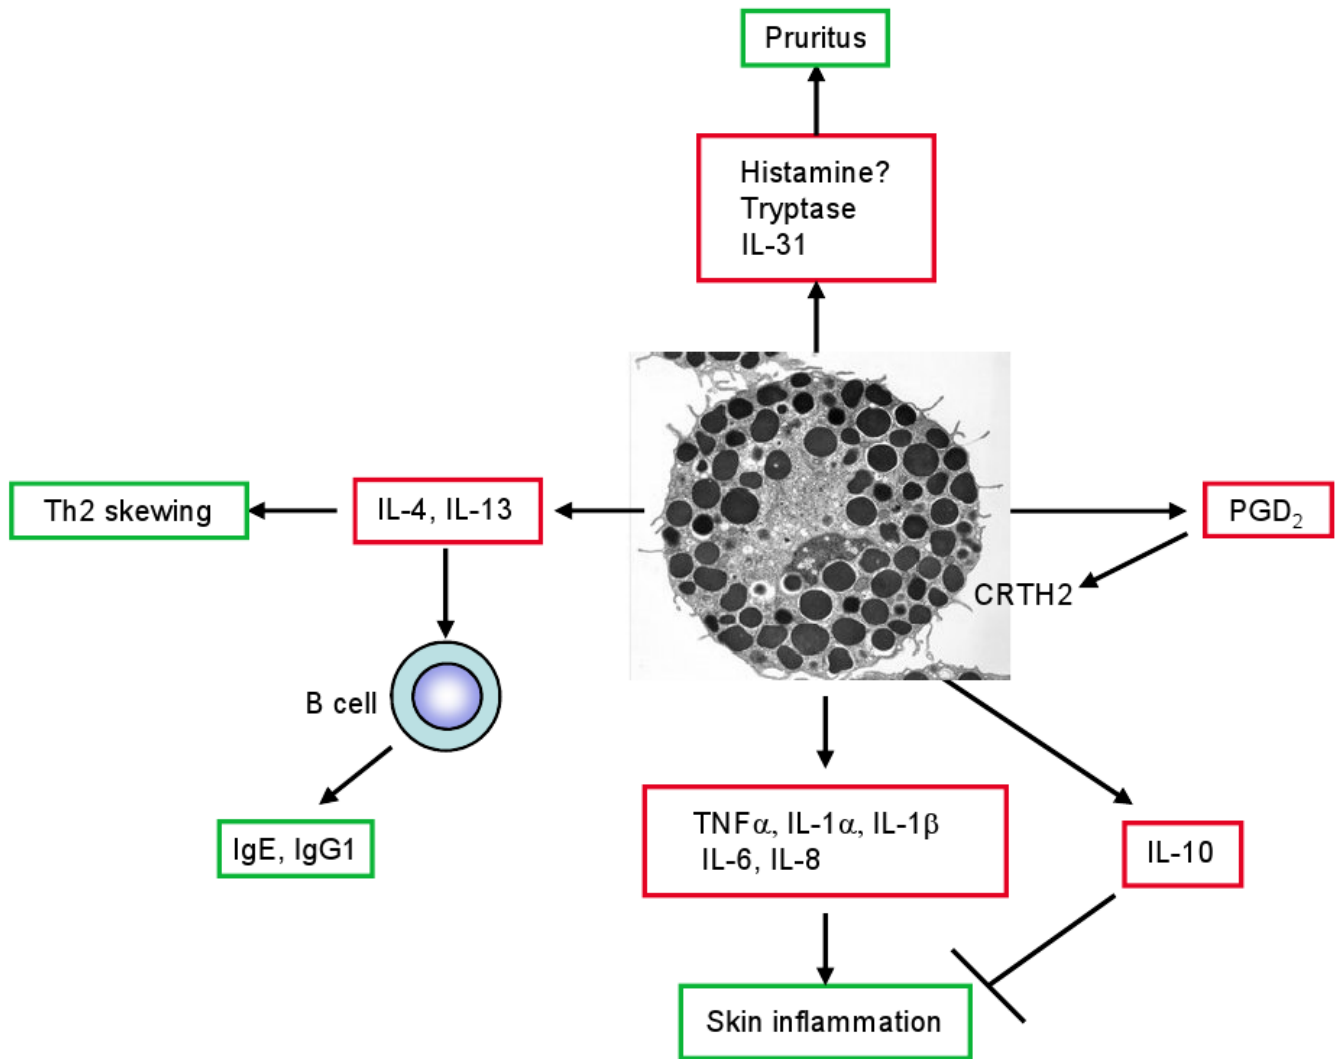 Pruritus
Histamine?
Tryptase
IL-31
Th2 skewing
IL-4, IL-13
PGD₂
CRTH2
B cell
TNFα, IL-1α, IL-1β
IL-6, IL-8
IgE, IgG1
IL-10
Skin inflammation